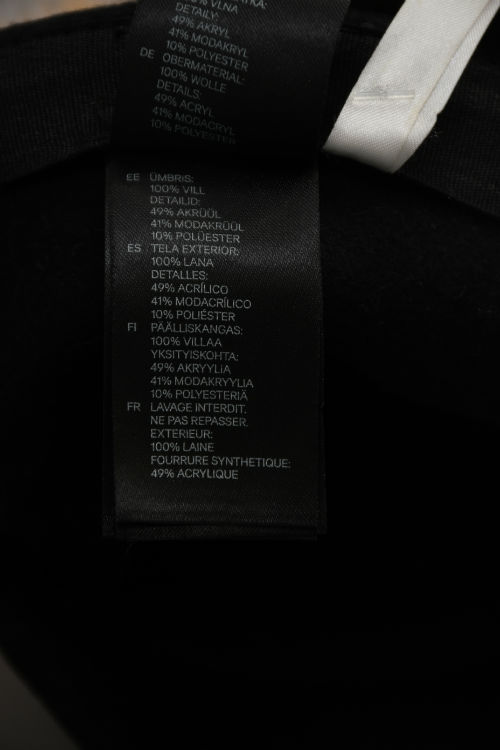 DETAILY:
49% AKRYL
41% MODAKRYL
10% POLYESTER
DE OBERMATERIAL:
100% WOLLE
DETAILS:
49% ACRYL
41% MODACRYL
10% POLYESTER
EE ÜMBRIS:
100% VILL
DETAILID:
49% AKRÜÜL
41% MODAKRÜÜL
10% POLÜESTER
ES TELA EXTERIOR:
100% LANA
DETALLES:
49% ACRÍLICO
41% MODACRÍLICO
10% POLIÉSTER
FI PÄÄLLISKANGAS:
100% VILLAA
YKSITYISKOHTA:
49% AKRYYLIA
41% MODAKRYYLIA
10% POLYESTERIÄ
FR LAVAGE INTERDIT.
NE PAS REPASSER.
EXTERIEUR:
100% LAINE
FOURRURE SYNTHETIQUE:
49% ACRYLIQUE